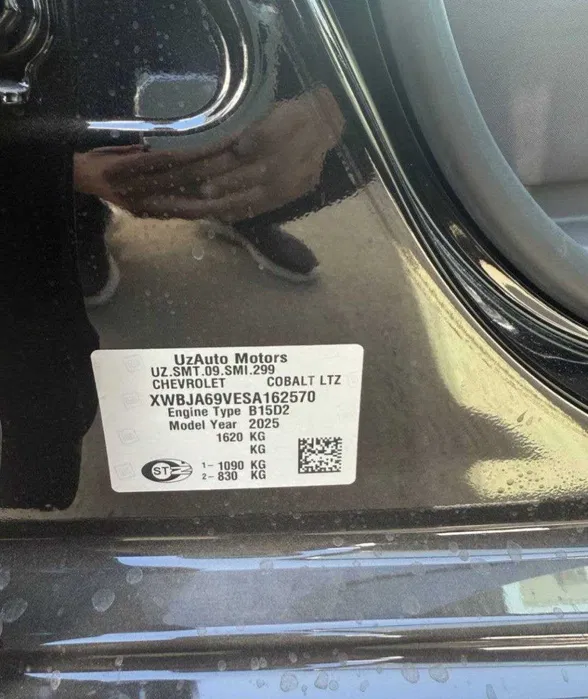 UzAuto Motors
UZ.SMT.09.SMI.299
CHEVROLET COBALT LTZ
XWBJA69VESA162570
Engine Type B15D2
Model Year 2025
1620 KG
KG
1- 1090 KG
2- 830 KG
ST